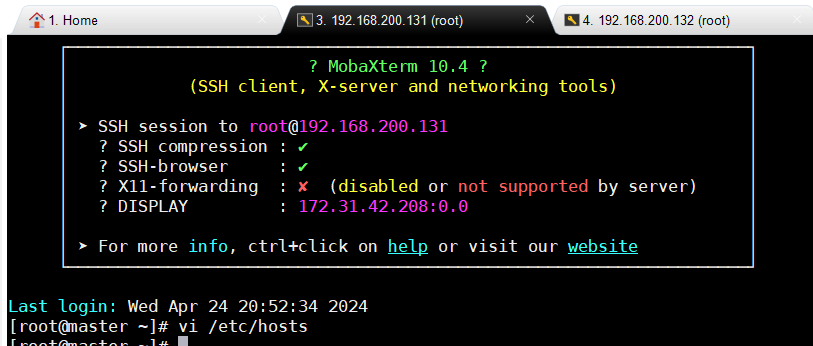 1. Home
3. 192.168.200.131 (root)
4. 192.168.200.132 (root)
? MobaXterm 10.4 ?
(SSH client, X-server and networking tools)
➤ SSH session to root@192.168.200.131
? SSH compression : ✔
? SSH-browser : ✔
? X11-forwarding : ✘ (disabled or not supported by server)
? DISPLAY : 172.31.42.208:0.0
➤ For more info, ctrl+click on help or visit our website
Last login: Wed Apr 24 20:52:34 2024
[root@master ~]# vi /etc/hosts
[root@master ~]#